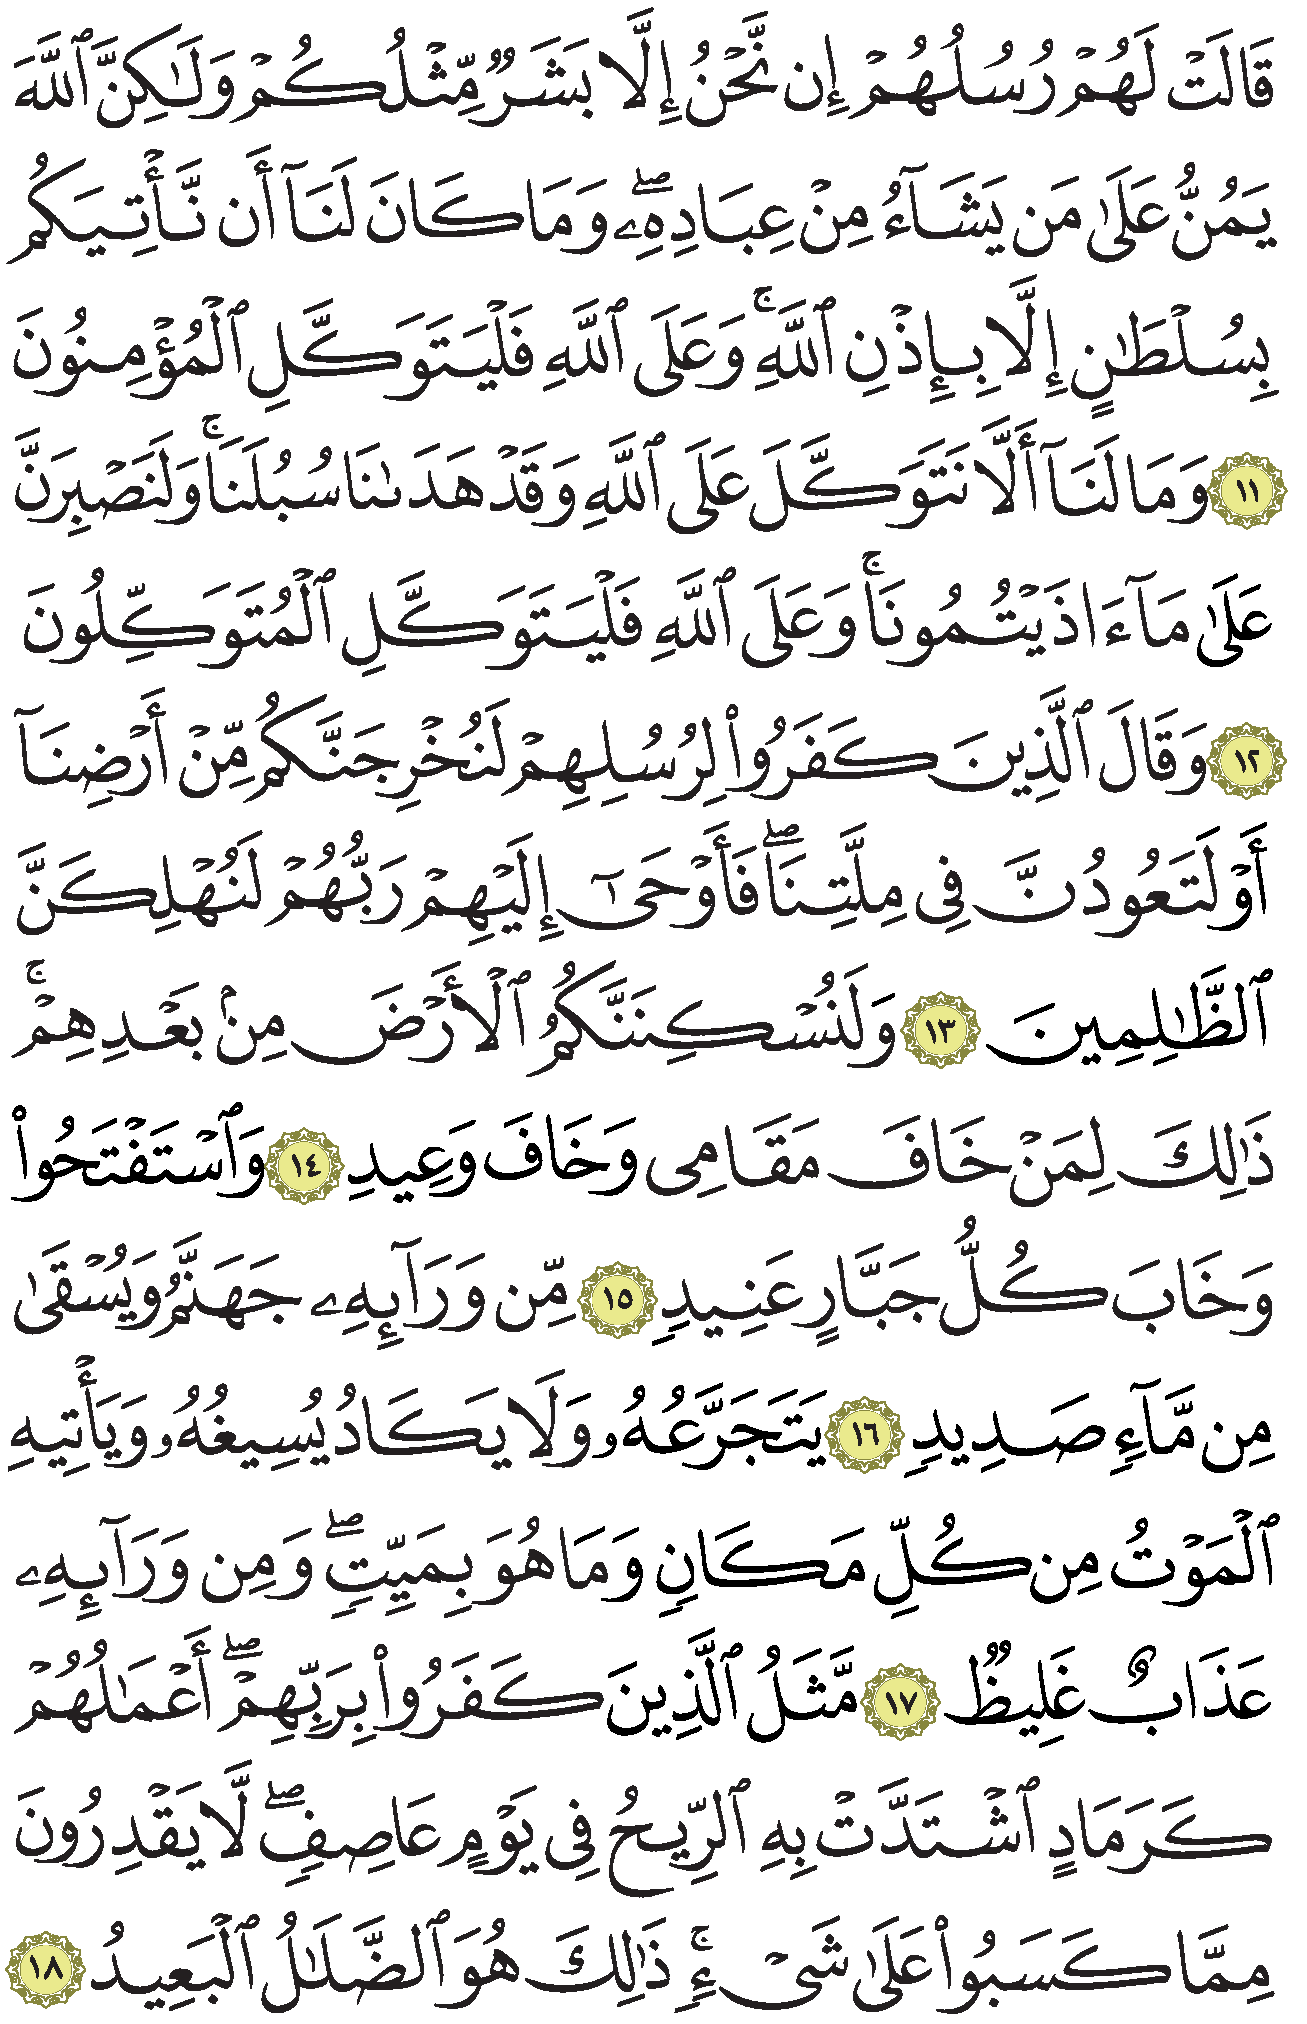 قَالَتْ لَهُمْ رُسُلُهُمْ إِن نَّحْنُ إِلَّا بَشَرٌ مِّثْلُكُمْ وَلَٰكِنَّ ٱللَّهَ
يَمُنُّ عَلَىٰ مَن يَشَآءُ مِنْ عِبَادِهِۦ ۖ وَمَا كَانَ لَنَآ أَن نَّأْتِيَكُم
بِسُلْطَٰنٍ إِلَّا بِإِذْنِ ٱللَّهِ ۚ وَعَلَى ٱللَّهِ فَلْيَتَوَكَّلِ ٱلْمُؤْمِنُونَ
١١ وَمَا لَنَآ أَلَّا نَتَوَكَّلَ عَلَى ٱللَّهِ وَقَدْ هَدَىٰنَا سُبُلَنَا ۚ وَلَنَصْبِرَنَّ
عَلَىٰ مَآ ءَاذَيْتُمُونَا ۚ وَعَلَى ٱللَّهِ فَلْيَتَوَكَّلِ ٱلْمُتَوَكِّلُونَ
١٢ وَقَالَ ٱلَّذِينَ كَفَرُوا۟ لِرُسُلِهِمْ لَنُخْرِجَنَّكُم مِّنْ أَرْضِنَآ
أَوْ لَتَعُودُنَّ فِى مِلَّتِنَا ۖ فَأَوْحَىٰٓ إِلَيْهِمْ رَبُّهُمْ لَنُهْلِكَنَّ
ٱلظَّٰلِمِينَ ١٣ وَلَنُسْكِنَنَّكُمُ ٱلْأَرْضَ مِنۢ بَعْدِهِمْ ۚ
ذَٰلِكَ لِمَنْ خَافَ مَقَامِى وَخَافَ وَعِيدِ ١٤ وَٱسْتَفْتَحُوا۟
وَخَابَ كُلُّ جَبَّارٍ عَنِيدٍ ١٥ مِّن وَرَآئِهِۦ جَهَنَّمُ وَيُسْقَىٰ
مِن مَّآءٍ صَدِيدٍ ١٦ يَتَجَرَّعُهُۥ وَلَا يَكَادُ يُسِيغُهُۥ وَيَأْتِيهِ
ٱلْمَوْتُ مِن كُلِّ مَكَانٍ وَمَا هُوَ بِمَيِّتٍ ۖ وَمِن وَرَآئِهِۦ
عَذَابٌ غَلِيظٌ ١٧ مَّثَلُ ٱلَّذِينَ كَفَرُوا۟ بِرَبِّهِمْ ۖ أَعْمَٰلُهُمْ
كَرَمَادٍ ٱشْتَدَّتْ بِهِ ٱلرِّيحُ فِى يَوْمٍ عَاصِفٍ ۖ لَّا يَقْدِرُونَ
مِمَّا كَسَبُوا۟ عَلَىٰ شَىْءٍ ۚ ذَٰلِكَ هُوَ ٱلضَّلَٰلُ ٱلْبَعِيدُ ١٨